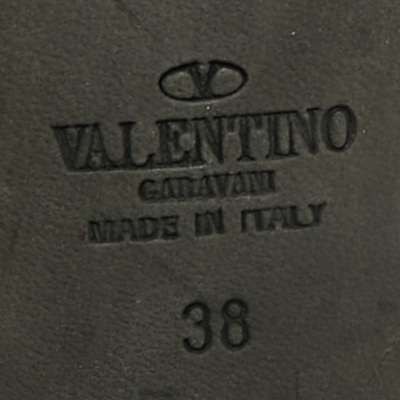 V
VALENTINO
GARAVANI
MADE IN ITALY
38